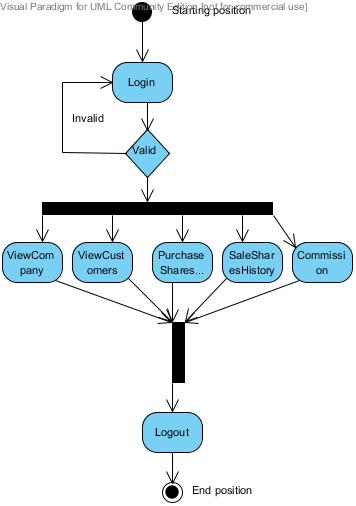 Visual Paradigm for UML Community Edition [not for commercial use]
Starting position
Login
Invalid
Valid
ViewCom
pany
ViewCust
omers
Purchase
Shares...
SaleShar
esHistory
Commissi
on
Logout
End position